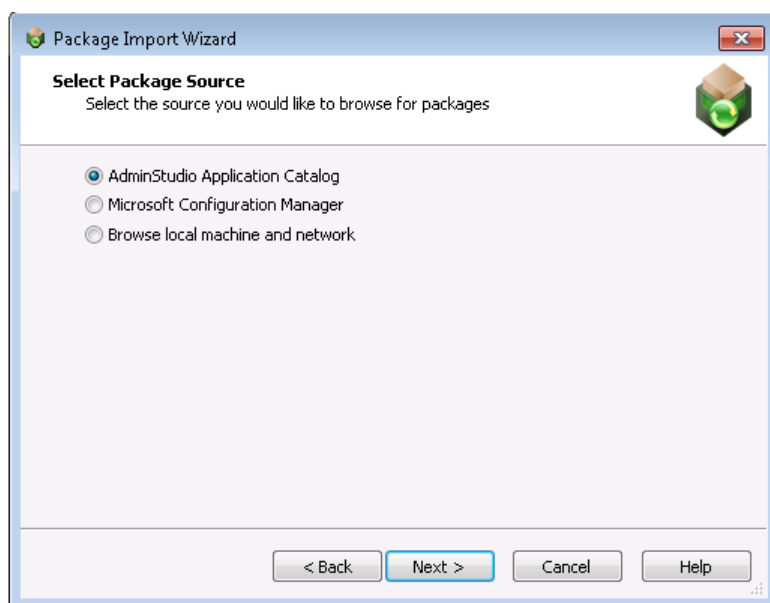 Package Import Wizard
Select Package Source
Select the source you would like to browse for packages
AdminStudio Application Catalog
Microsoft Configuration Manager
Browse local machine and network
< Back Next > Cancel Help